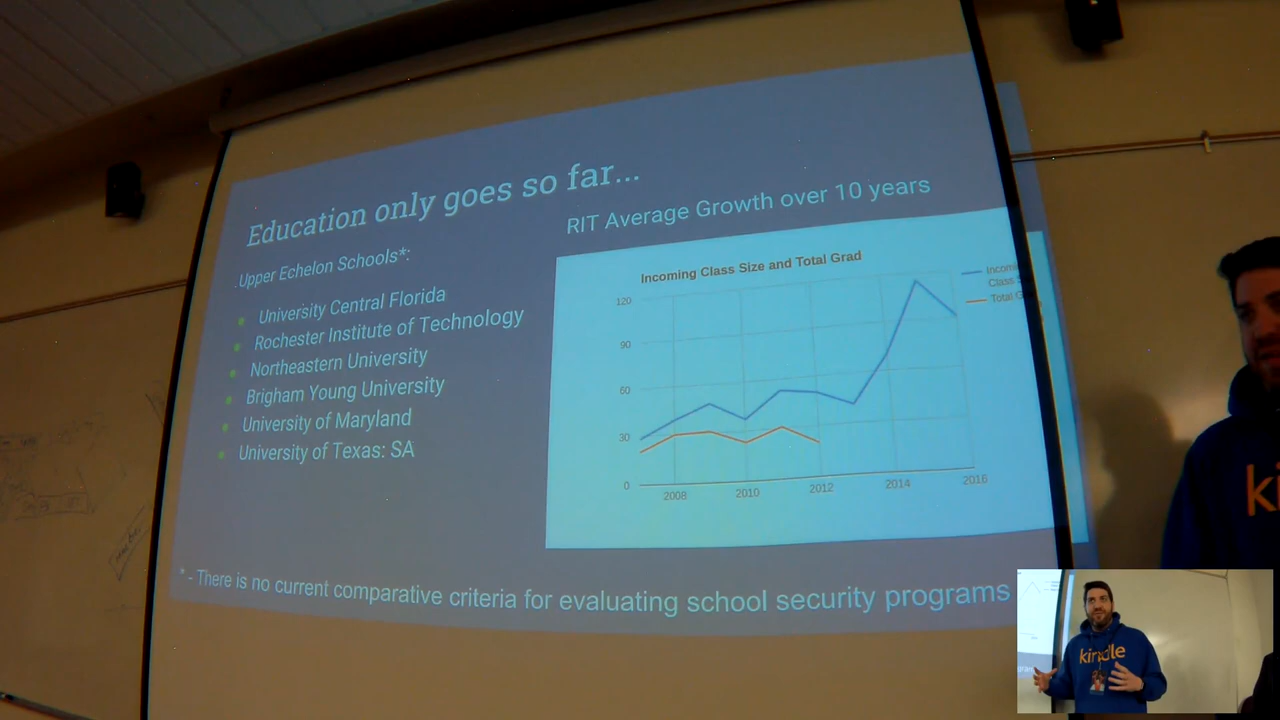 Education only goes so far...
Upper Echelon Schools*:
University Central Florida
Rochester Institute of Technology
Northeastern University
Brigham Young University
University of Maryland
University of Texas: SA
RIT Average Growth over 10 years
Incoming Class Size and Total Grad
120
90
60
30
0
2008
2010
2012
2014
2016
Class
Total
* - There is no current comparative criteria for evaluating school security programs
kindle